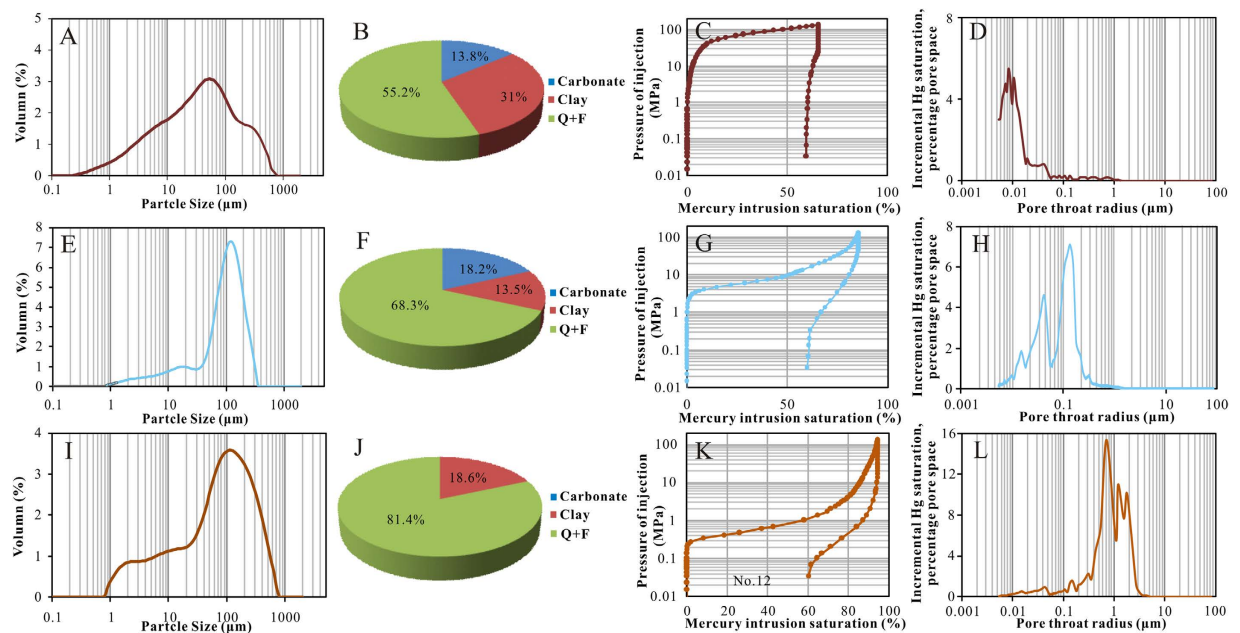 A
5
4
3
2
1
0
Volumn (%)
0.1 1 10 100 1000
Partcle Size (μm)
B
13.8%
31%
55.2%
Carbonate
Clay
Q+F
C
100
10
1
0.1
0.01
Pressure of injection
(MPa)
0 50 100
Mercury intrusion saturation (%)
D
8
4
0
Incremental Hg saturation,
percentage pore space
0.001 0.01 0.1 1 10 100
Pore throat radius (μm)
E
8
7
6
5
4
3
2
1
0
Volumn (%)
0.1 1 10 100 1000
Partcle Size (μm)
F
18.2%
13.5%
68.3%
Carbonate
Clay
Q+F
G
100
10
1
0.1
0.01
Pressure of injection
(MPa)
0 50 100
Mercury intrusion saturation (%)
H
8
6
4
2
0
Incremental Hg saturation,
percentage pore space
0.001 0.1 10
Pore throat radius (μm)
I
4
3
2
1
0
Volumn (%)
0.1 1 10 100 1000
Partcle Size (μm)
J
18.6%
81.4%
Carbonate
Clay
Q+F
K
100
10
1
0.1
0.01
Pressure of injection
(MPa)
No.12
0 20 40 60 80 100
Mercury intrusion saturation (%)
L
16
12
8
4
0
Incremental Hg saturation,
percentage pore space
0.001 0.01 0.1 1 10 100
Pore throat radius (μm)